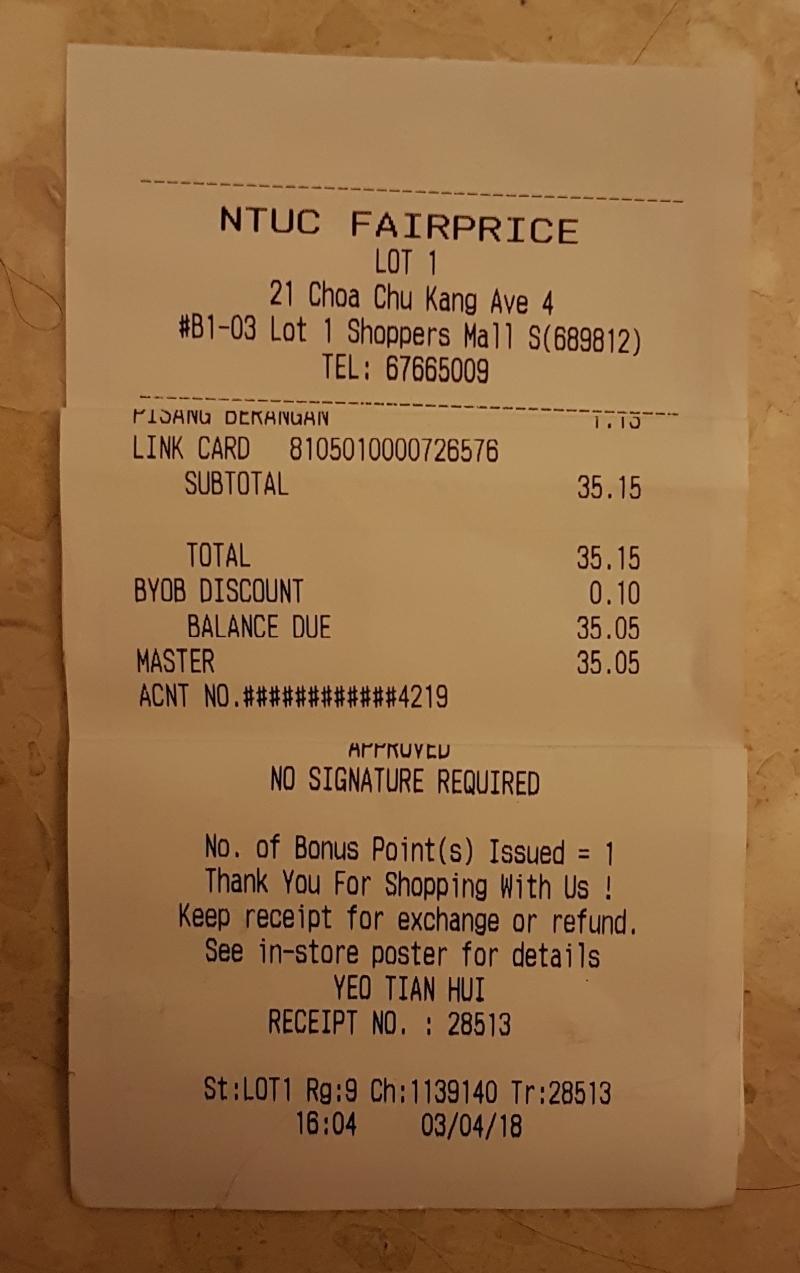 NTUC FAIRPRICE
LOT 1
21 Choa Chu Kang Ave 4
#B1-03 Lot 1 Shoppers Mall S(689812)
TEL: 67665009
PISANG BERANGAN
LINK CARD 8105010000726576
SUBTOTAL 35.15
TOTAL 35.15
BYOB DISCOUNT 0.10
BALANCE DUE 35.05
MASTER 35.05
ACNT NO.############4219
APPROVED
NO SIGNATURE REQUIRED
No. of Bonus Point(s) Issued = 1
Thank You For Shopping With Us !
Keep receipt for exchange or refund.
See in-store poster for details
YEO TIAN HUI
RECEIPT NO. : 28513
St:LOT1 Rg:9 Ch:1139140 Tr:28513
16:04 03/04/18